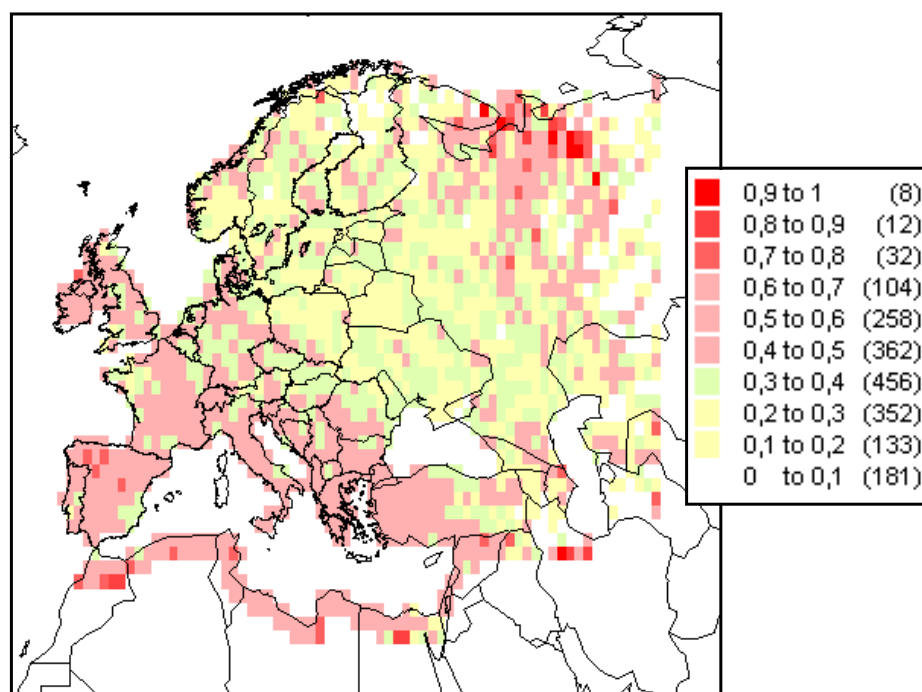 0,9 to 1 (8)
0,8 to 0,9 (12)
0,7 to 0,8 (32)
0,6 to 0,7 (104)
0,5 to 0,6 (258)
0,4 to 0,5 (362)
0,3 to 0,4 (456)
0,2 to 0,3 (352)
0,1 to 0,2 (133)
0 to 0,1 (181)